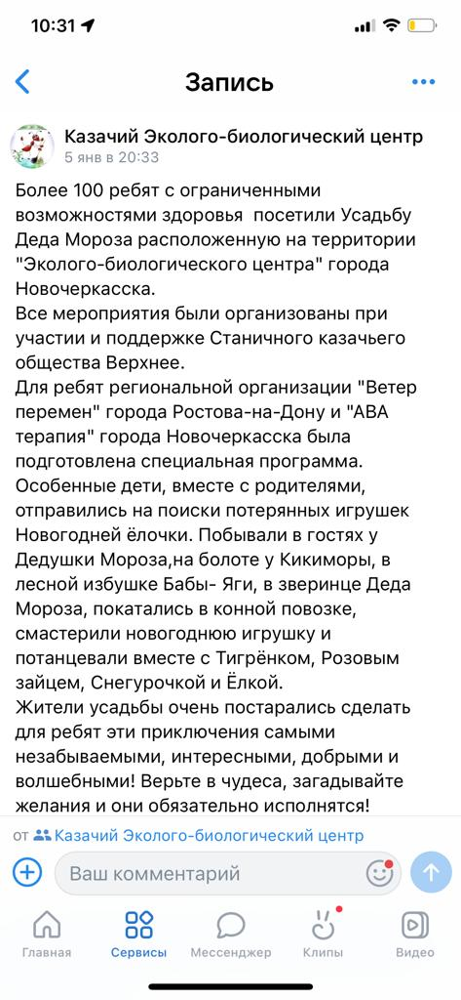 10:31
Запись
Казачий Эколого-биологический центр
5 янв в 20:33
Более 100 ребят с ограниченными
возможностями здоровья  посетили Усадьбу
Деда Мороза расположенную на территории
"Эколого-биологического центра" города
Новочеркасска.
Все мероприятия были организованы при
участии и поддержке Станичного казачьего
общества Верхнее.
Для ребят региональной организации "Ветер
перемен" города Ростова-на-Дону и "АВА
терапия" города Новочеркасска была
подготовлена специальная программа.
Особенные дети, вместе с родителями,
отправились на поиски потерянных игрушек
Новогодней ёлочки. Побывали в гостях у
Дедушки Мороза,на болоте у Кикиморы, в
лесной избушке Бабы- Яги, в зверинце Деда
Мороза, покатались в конной повозке,
смастерили новогоднюю игрушку и
потанцевали вместе с Тигрёнком, Розовым
зайцем, Снегурочкой и Ёлкой.
Жители усадьбы очень постарались сделать
для ребят эти приключения самыми
незабываемыми, интересными, добрыми и
волшебными! Верьте в чудеса, загадывайте
желания и они обязательно исполнятся!
от Казачий Эколого-биологический центр
Ваш комментарий
Главная Сервисы Мессенджер Клипы Видео